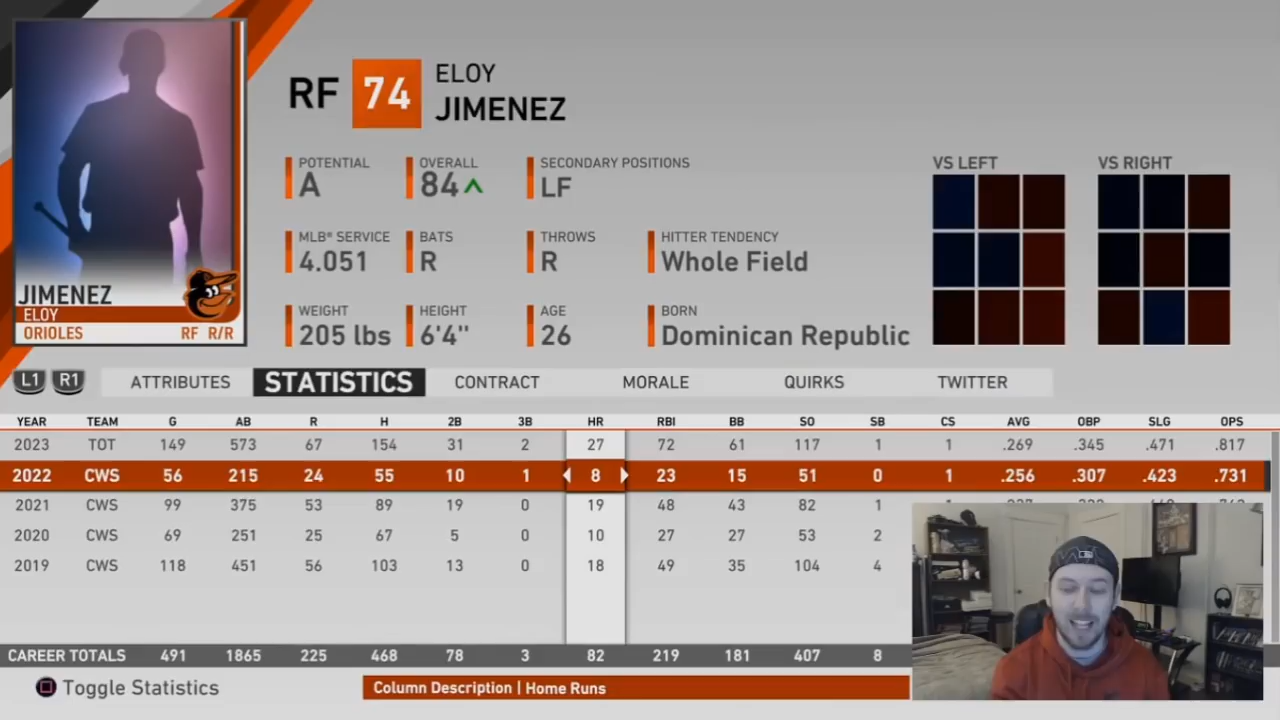 RF 74 ELOY JIMENEZ
POTENTIAL A
OVERALL 84
SECONDARY POSITIONS LF
VS LEFT
VS RIGHT
MLB® SERVICE 4.051
BATS R
THROWS R
HITTER TENDENCY Whole Field
WEIGHT 205 lbs
HEIGHT 6'4"
AGE 26
BORN Dominican Republic
JIMENEZ
ELOY
ORIOLES RF R/R
L1 R1 ATTRIBUTES STATISTICS CONTRACT MORALE QUIRKS TWITTER
YEAR TEAM G AB R H 2B 3B HR RBI BB SO SB CS AVG OBP SLG OPS
2023 TOT 149 573 67 154 31 2 27 72 61 117 1 1 .269 .345 .471 .817
2022 CWS 56 215 24 55 10 1 8 23 15 51 0 1 .256 .307 .423 .731
2021 CWS 99 375 53 89 19 0 19 48 43 82 1
2020 CWS 69 251 25 67 5 0 10 27 27 53 2
2019 CWS 118 451 56 103 13 0 18 49 35 104 4
CAREER TOTALS 491 1865 225 468 78 3 82 219 181 407 8
Toggle Statistics
Column Description | Home Runs